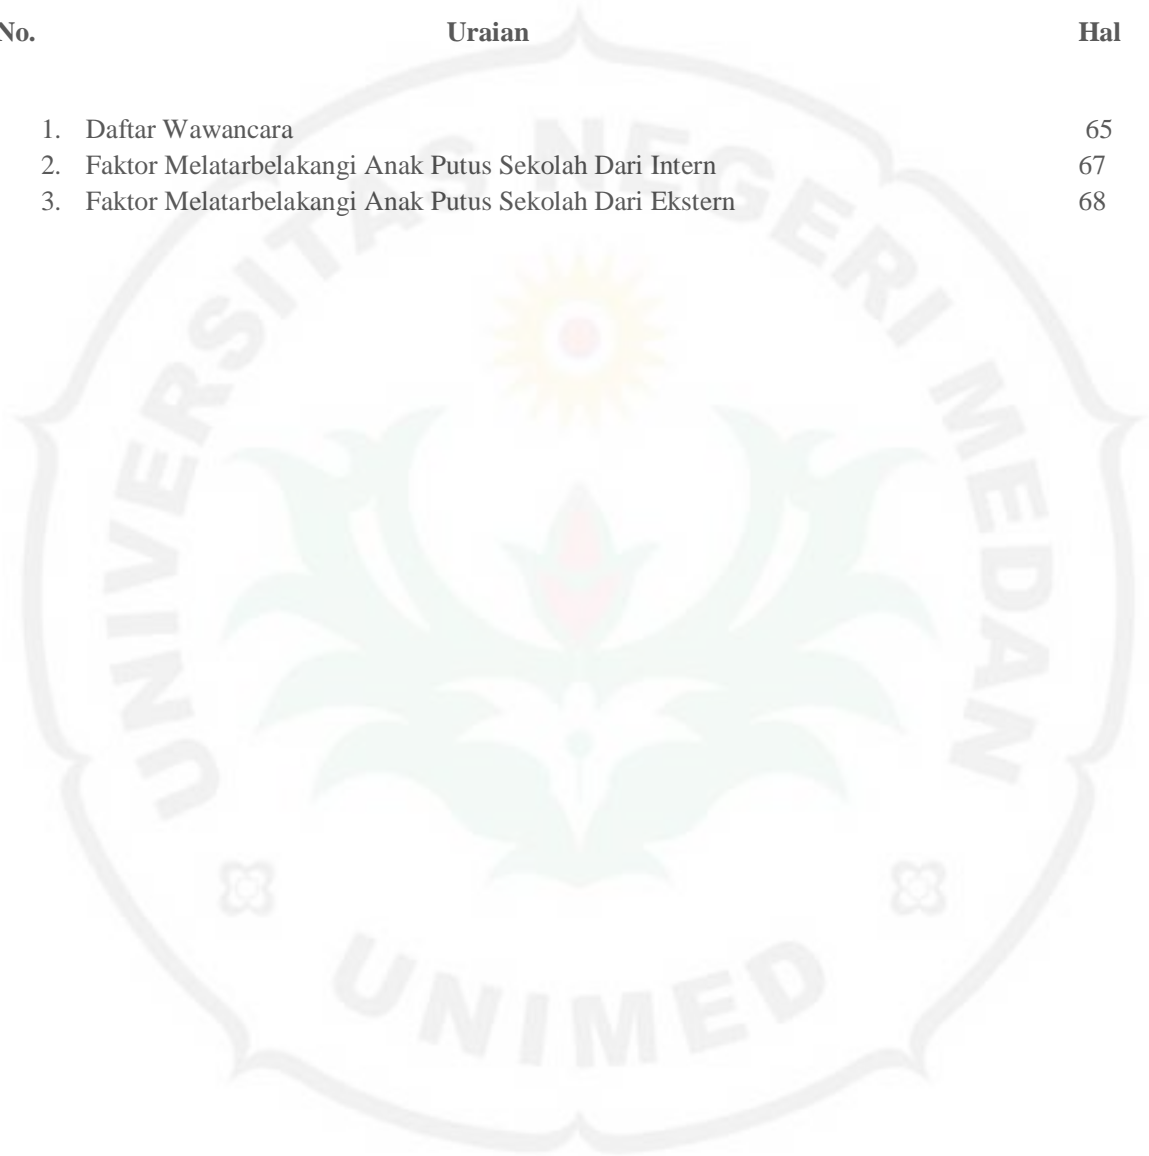 No. Uraian Hal
1. Daftar Wawancara 65
2. Faktor Melatarbelakangi Anak Putus Sekolah Dari Intern 67
3. Faktor Melatarbelakangi Anak Putus Sekolah Dari Ekstern 68
UNIVERSITAS NEGERI MEDAN
UNIMED